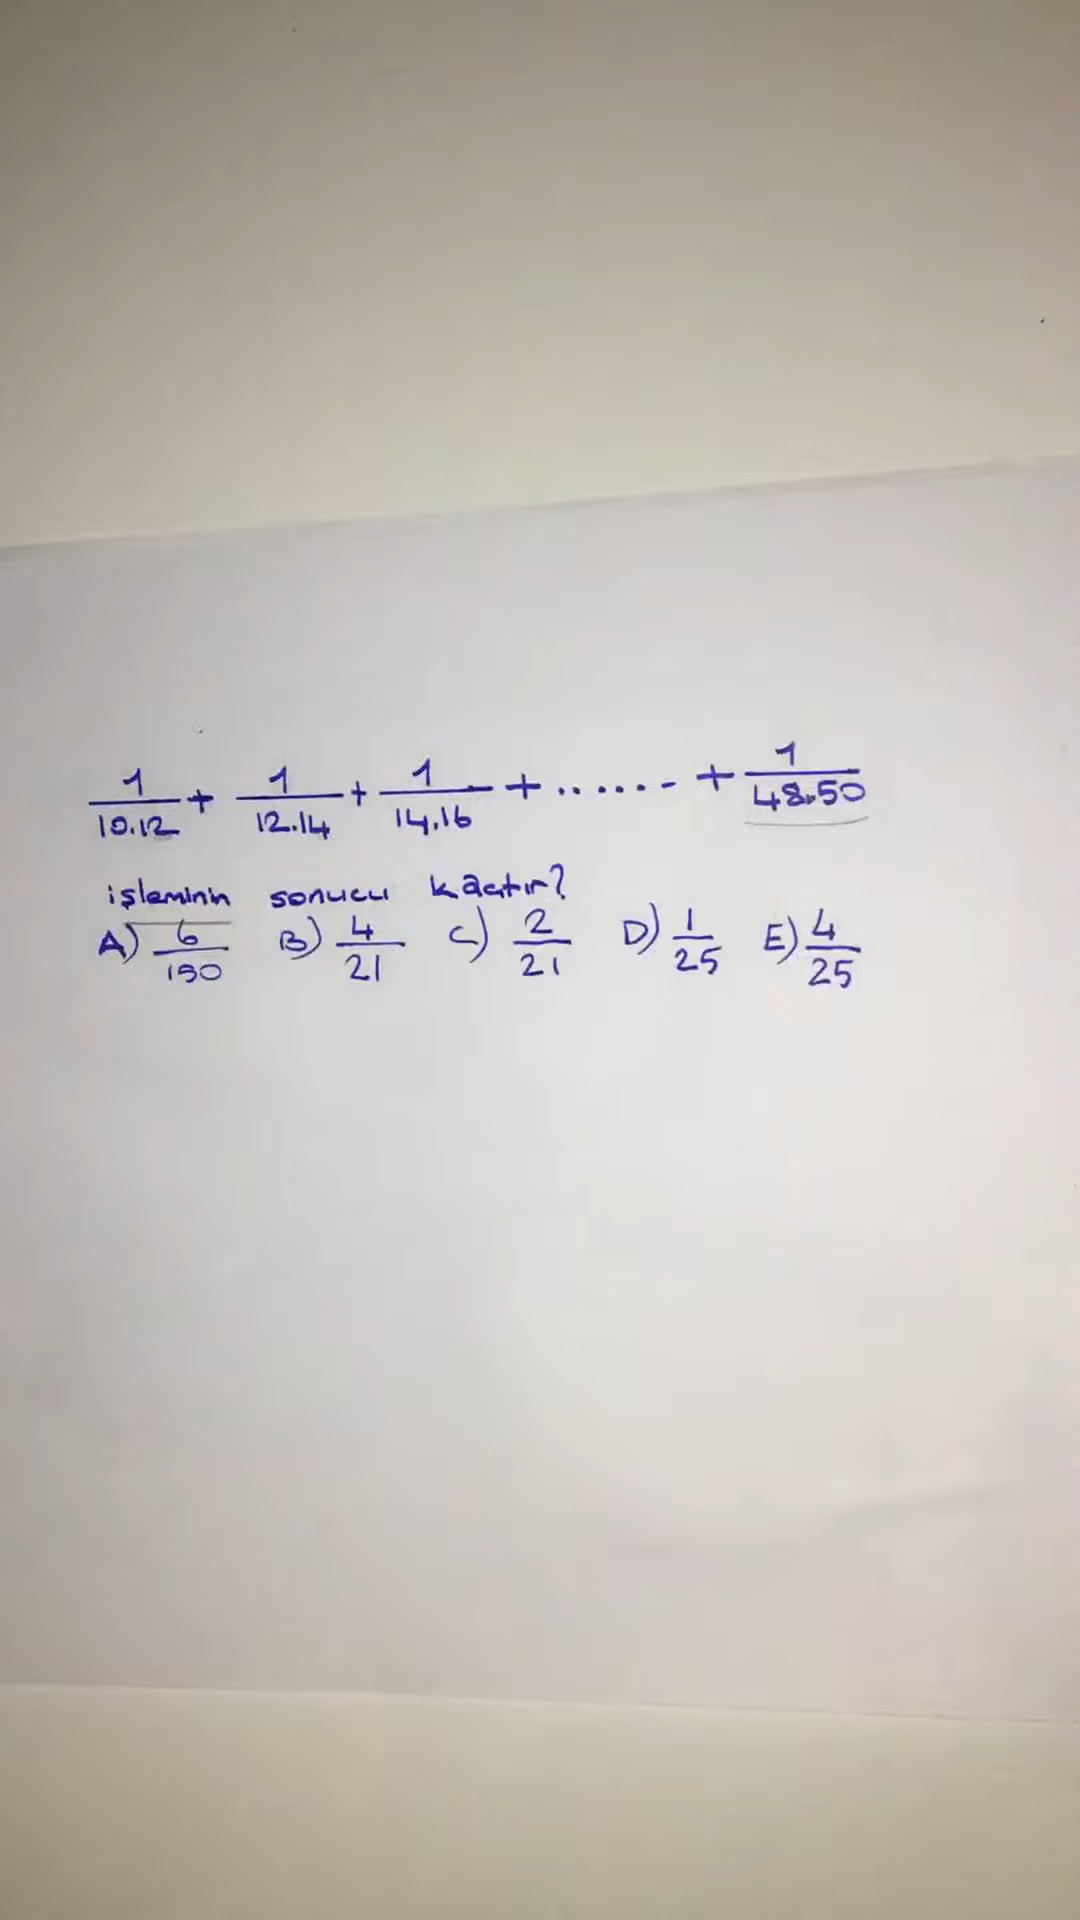 1/10.12 + 1/12.14 + 1/14.16 + ...... + 1/48.50
işleminin sonucu kaçtır?
A) 6/190 B) 4/21 C) 2/21 D) 1/25 E) 4/25